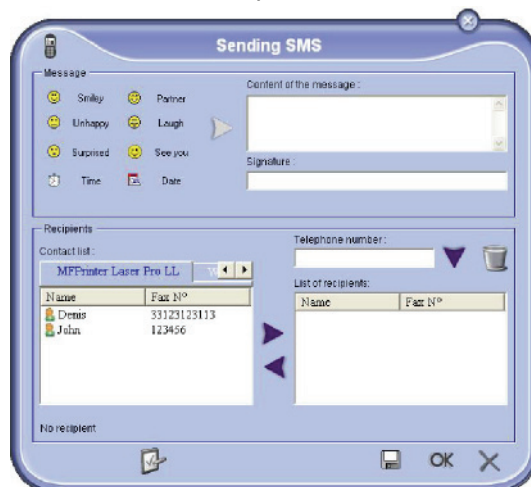 Sending SMS
Message
Content of the message :
Smiley Partner
Unhappy Laugh
Surprised See you
Signature :
Time Date
Recipients
Contact list :
Telephone number :
MFPrinter Laser Pro LL
List of recipients:
Name Fax Nº
Denis 33123123113
John 123456
Name Fax Nº
No recipient
OK